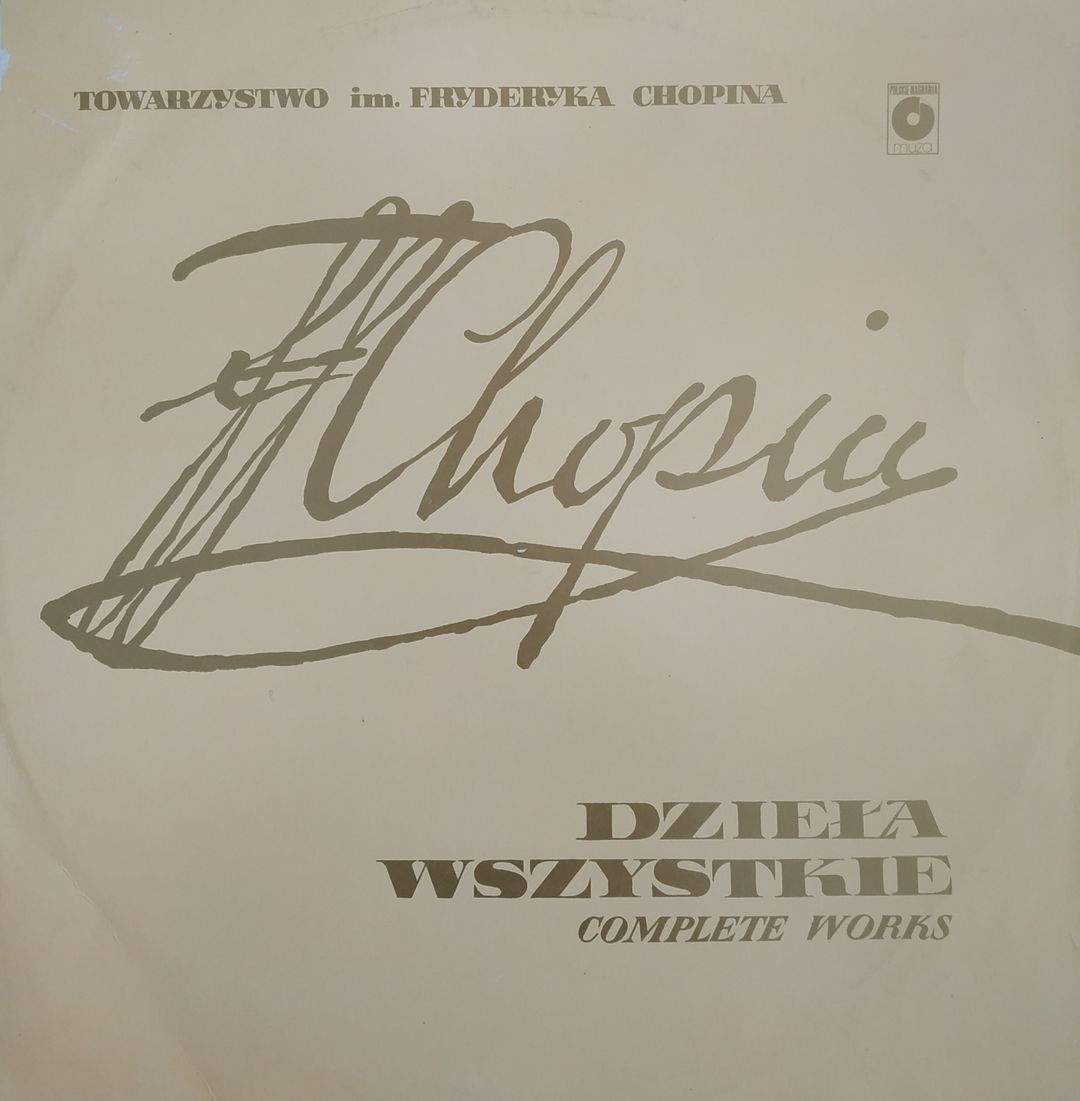 TOWARZYSTWO im. FRYDERYKA CHOPINA
POLSKIE NAGRANIA
muza
FChopin
DZIEŁA
WSZYSTKIE
COMPLETE WORKS